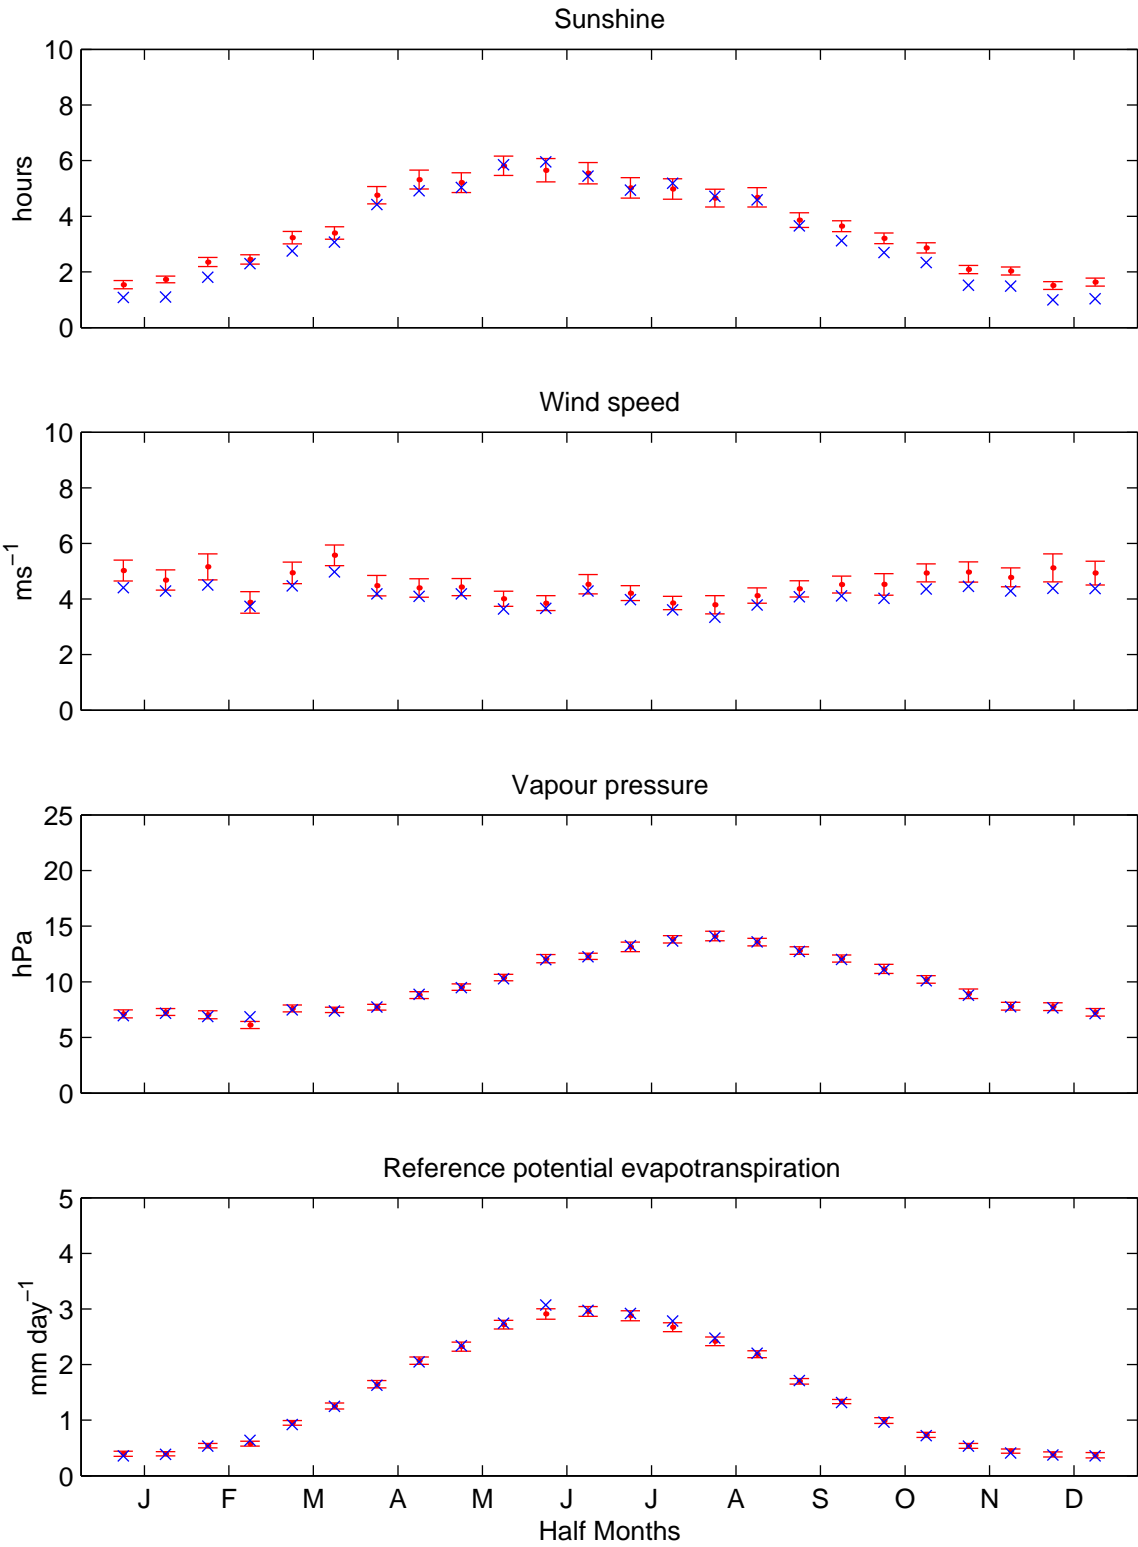 Sunshine
10
8
6
4
2
0
hours
Wind speed
10
8
6
4
2
0
ms−1
Vapour pressure
25
20
15
10
5
0
hPa
Reference potential evapotranspiration
5
4
3
2
1
0
mm day−1
J F M A M J J A S O N D
Half Months